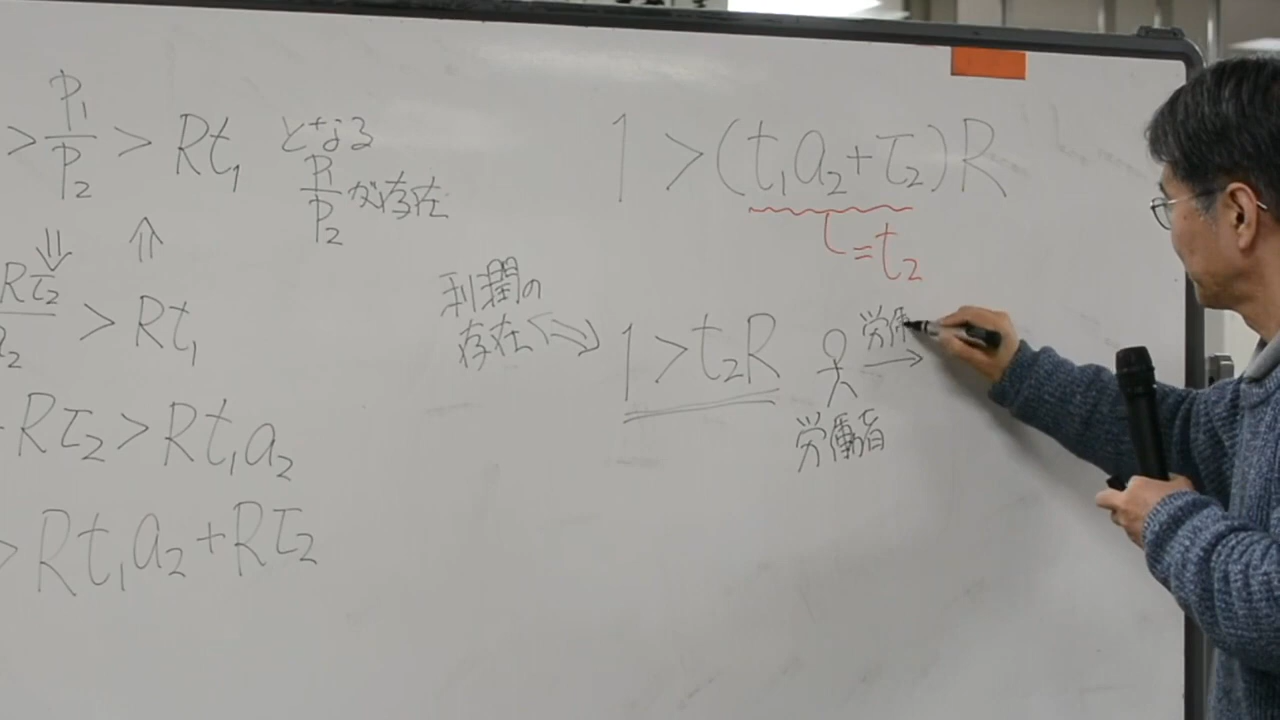 > p₁/p₂ > Rt₁ となる
p₁/p₂ が存在
⇓ ⇑
Rτ₂/a₂ > Rt₁
Rτ₂ > Rt₁a₂
> Rt₁a₂ + Rτ₂
1 > (t₁a₂ + τ₂)R
= t₂
利潤の
存在 ⇔ 1 > t₂R
労働 →
労働者